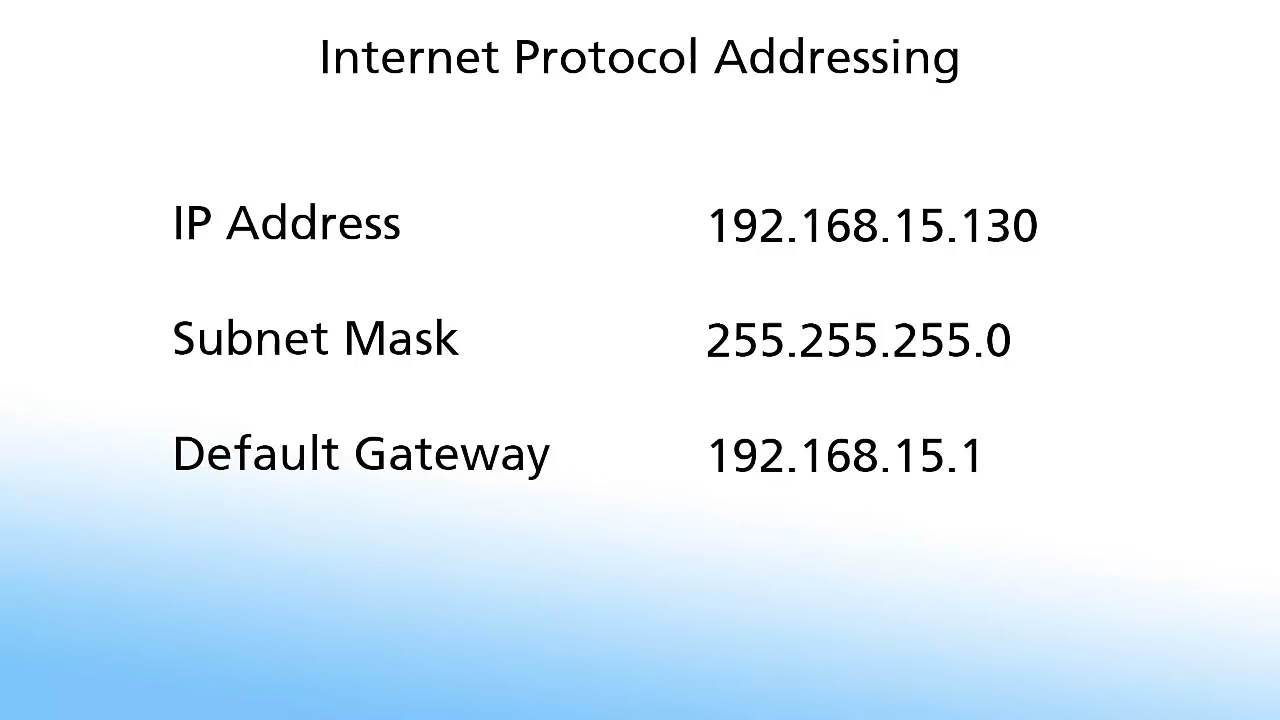 Internet Protocol Addressing
IP Address 192.168.15.130
Subnet Mask 255.255.255.0
Default Gateway 192.168.15.1